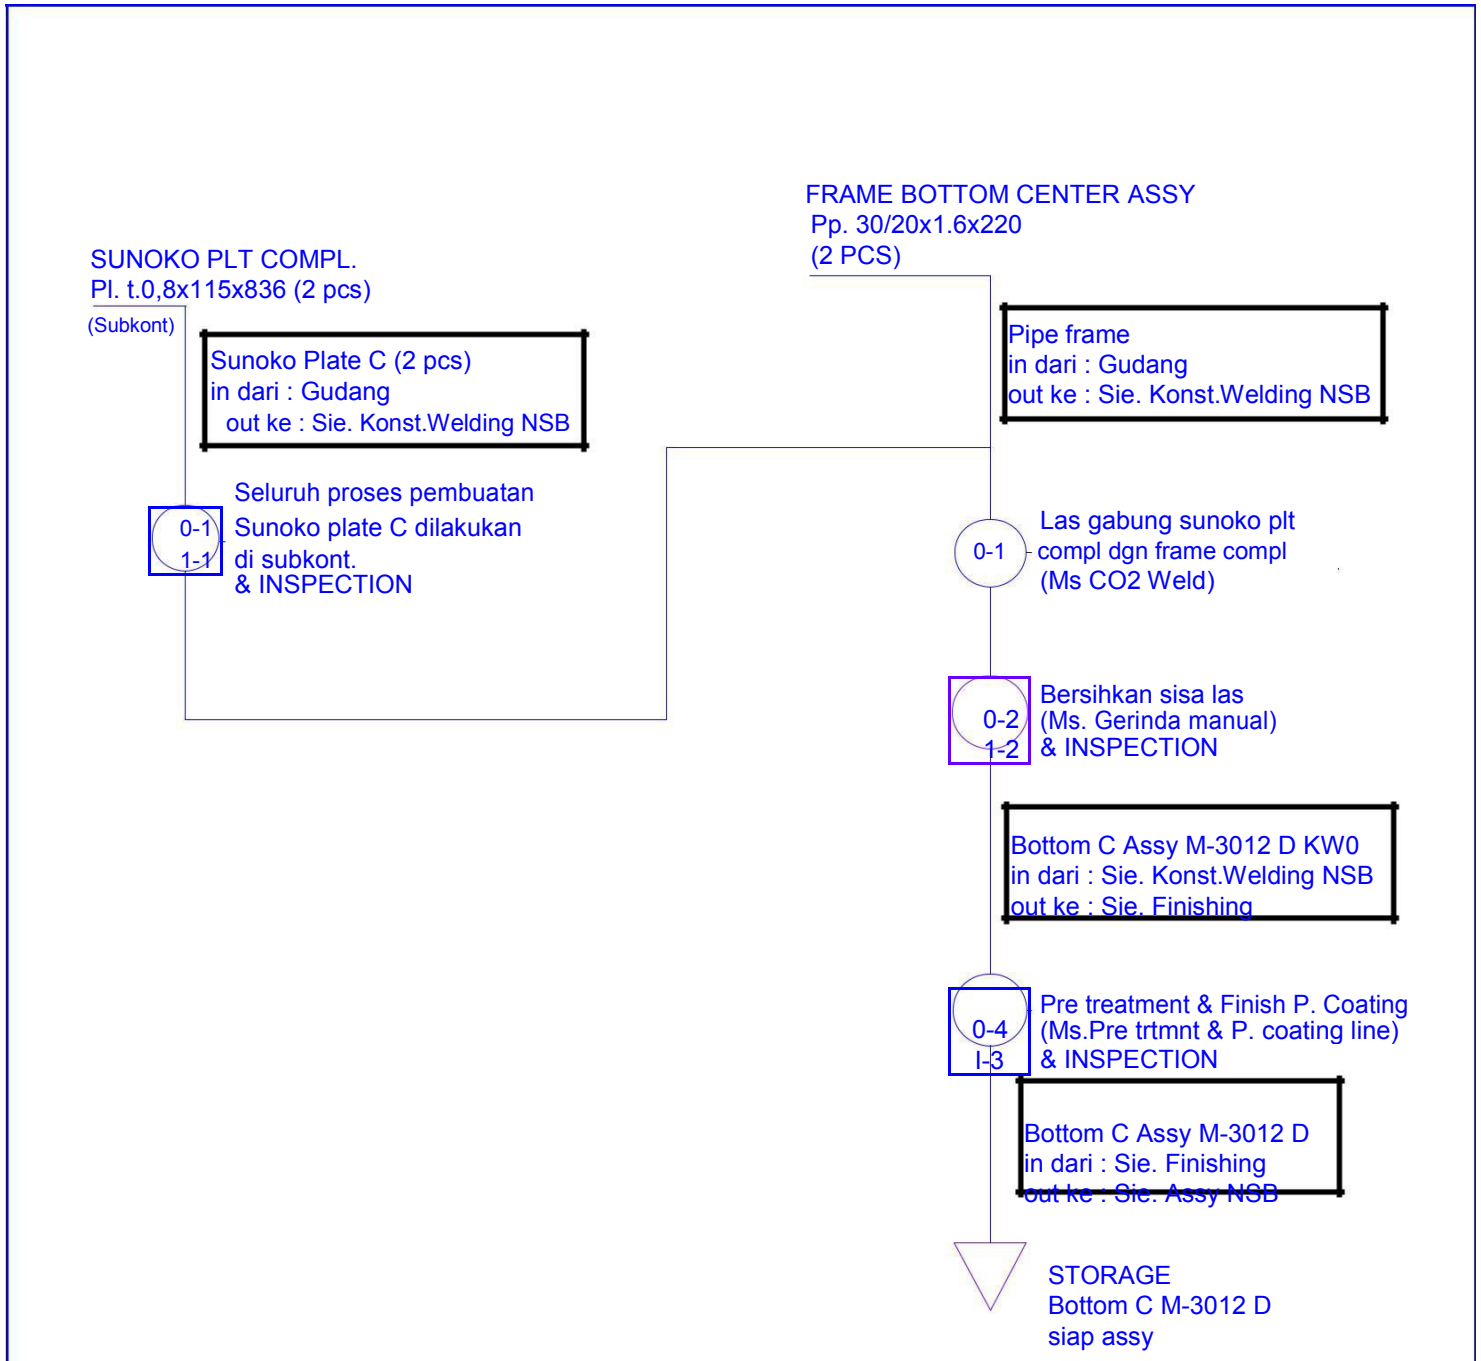 FRAME BOTTOM CENTER ASSY
Pp. 30/20x1.6x220
(2 PCS)
SUNOKO PLT COMPL.
Pl. t.0,8x115x836 (2 pcs)
(Subkont)
Sunoko Plate C (2 pcs)
in dari : Gudang
out ke : Sie. Konst.Welding NSB
Pipe frame
in dari : Gudang
out ke : Sie. Konst.Welding NSB
0-1
1-1
Seluruh proses pembuatan
Sunoko plate C dilakukan
di subkont.
& INSPECTION
0-1
Las gabung sunoko plt
compl dgn frame compl
(Ms CO2 Weld)
0-2
1-2
Bersihkan sisa las
(Ms. Gerinda manual)
& INSPECTION
Bottom C Assy M-3012 D KW0
in dari : Sie. Konst.Welding NSB
out ke : Sie. Finishing
0-4
I-3
Pre treatment & Finish P. Coating
(Ms.Pre trtmnt & P. coating line)
& INSPECTION
Bottom C Assy M-3012 D
in dari : Sie. Finishing
out ke : Sie. Assy NSB
STORAGE
Bottom C M-3012 D
siap assy